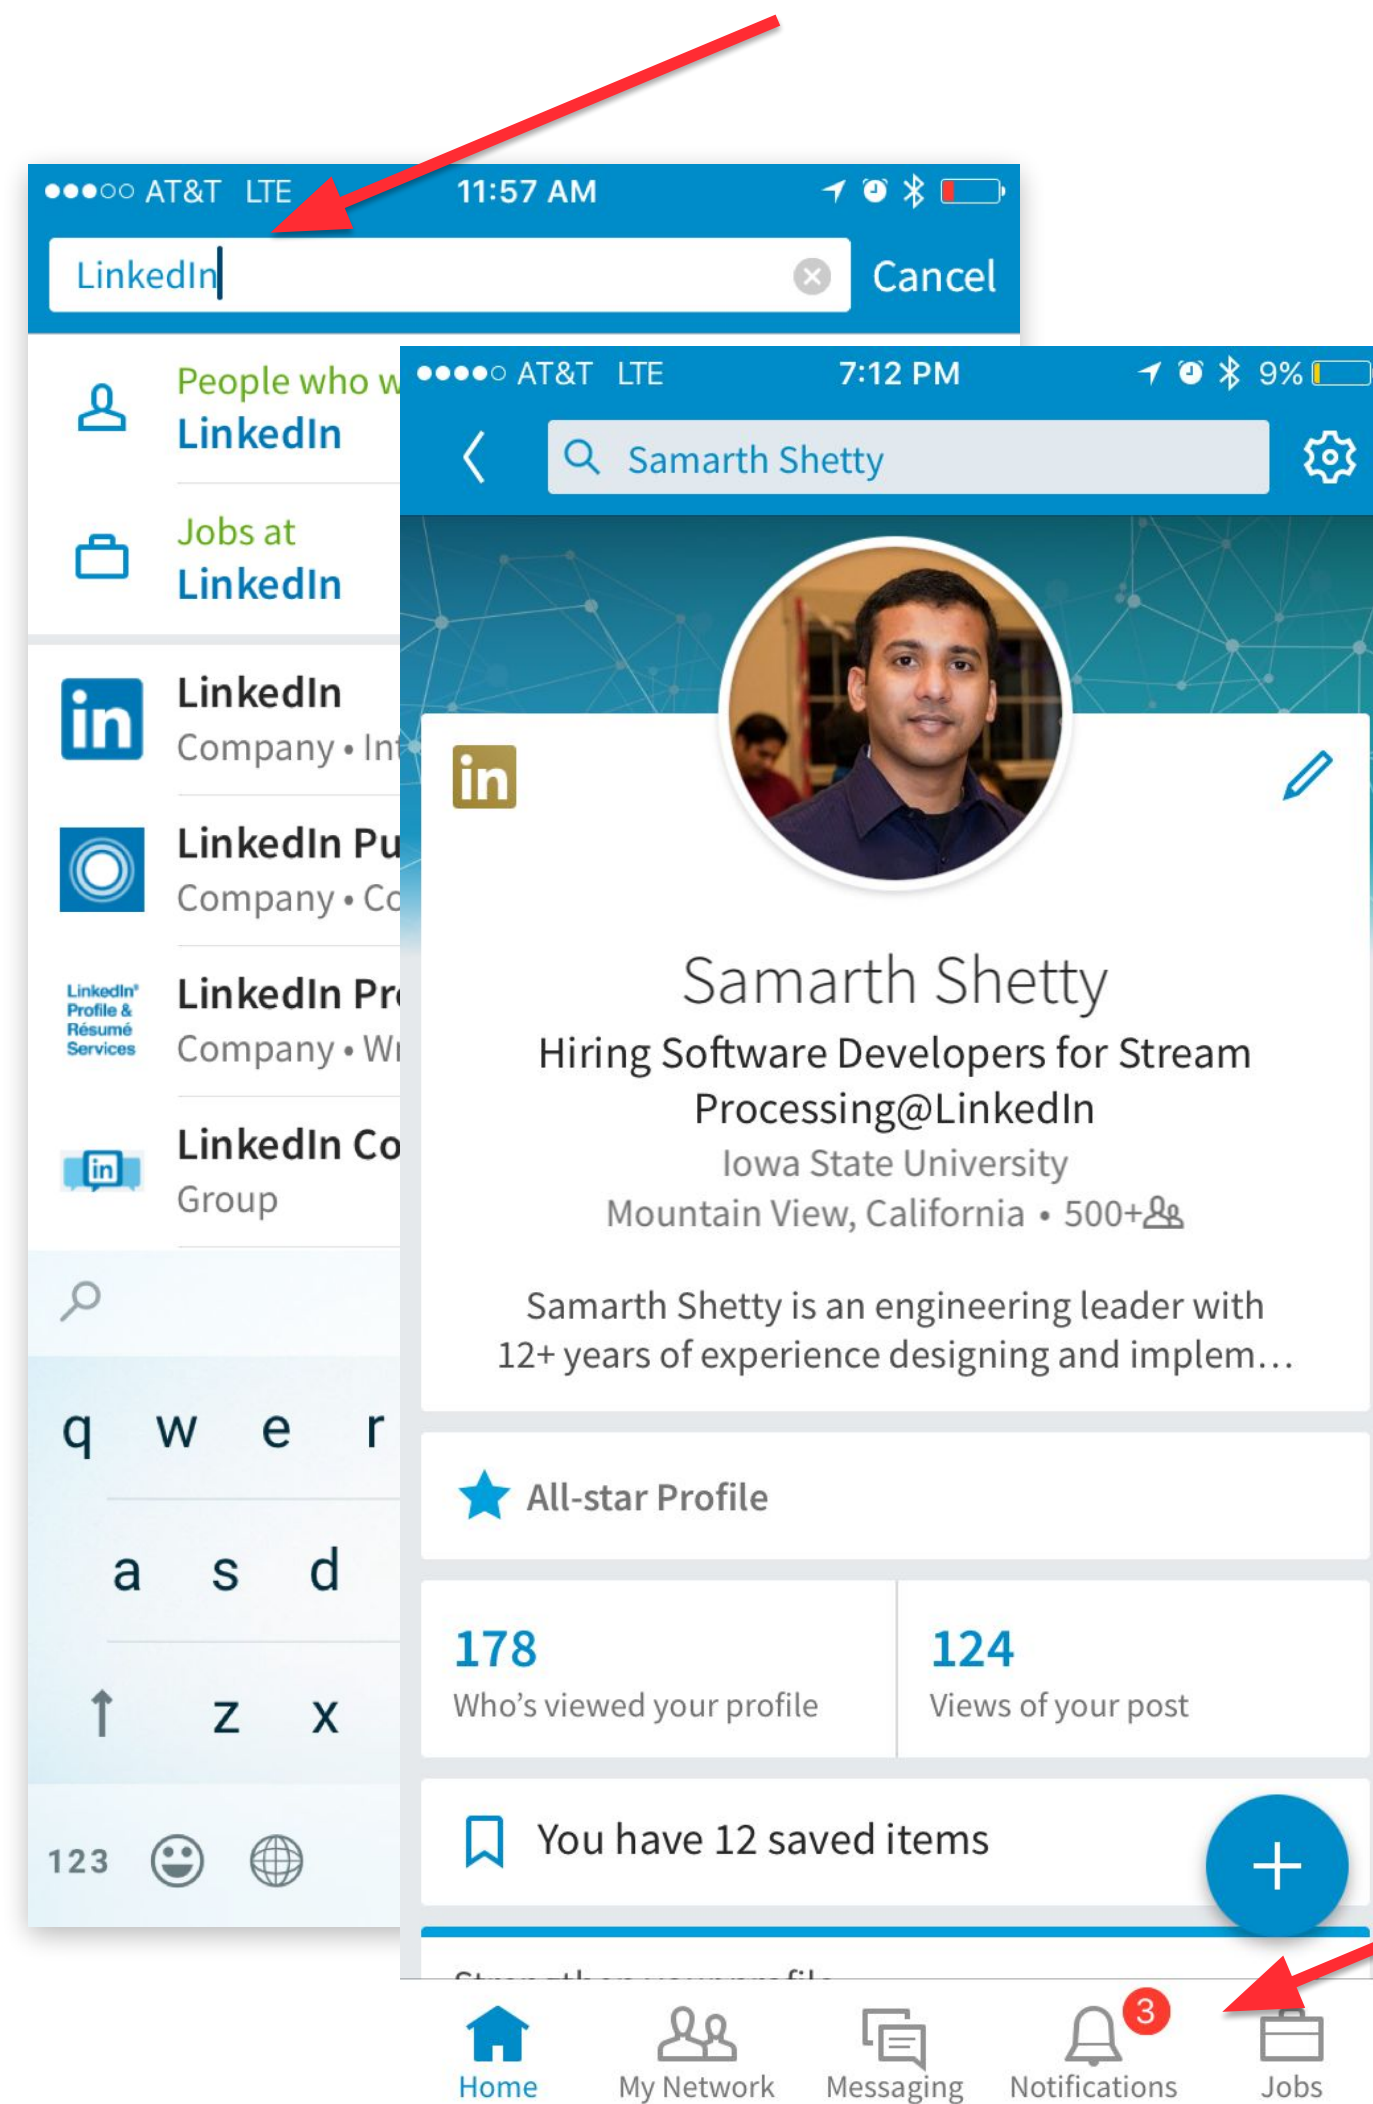 AT&T LTE 11:57 AM
LinkedIn Cancel
People who w
LinkedIn
Jobs at
LinkedIn
in LinkedIn
Company • Int
LinkedIn Pu
Company • Co
LinkedIn®
Profile &
Résumé
Services
LinkedIn Pr
Company • Wr
in LinkedIn Co
Group
q w e r
a s d
z x
123
AT&T LTE 7:12 PM 9%
Samarth Shetty
in
Samarth Shetty
Hiring Software Developers for Stream
Processing@LinkedIn
Iowa State University
Mountain View, California • 500+
Samarth Shetty is an engineering leader with
12+ years of experience designing and implem…
All-star Profile
178 124
Who's viewed your profile Views of your post
You have 12 saved items
+
3
Home My Network Messaging Notifications Jobs